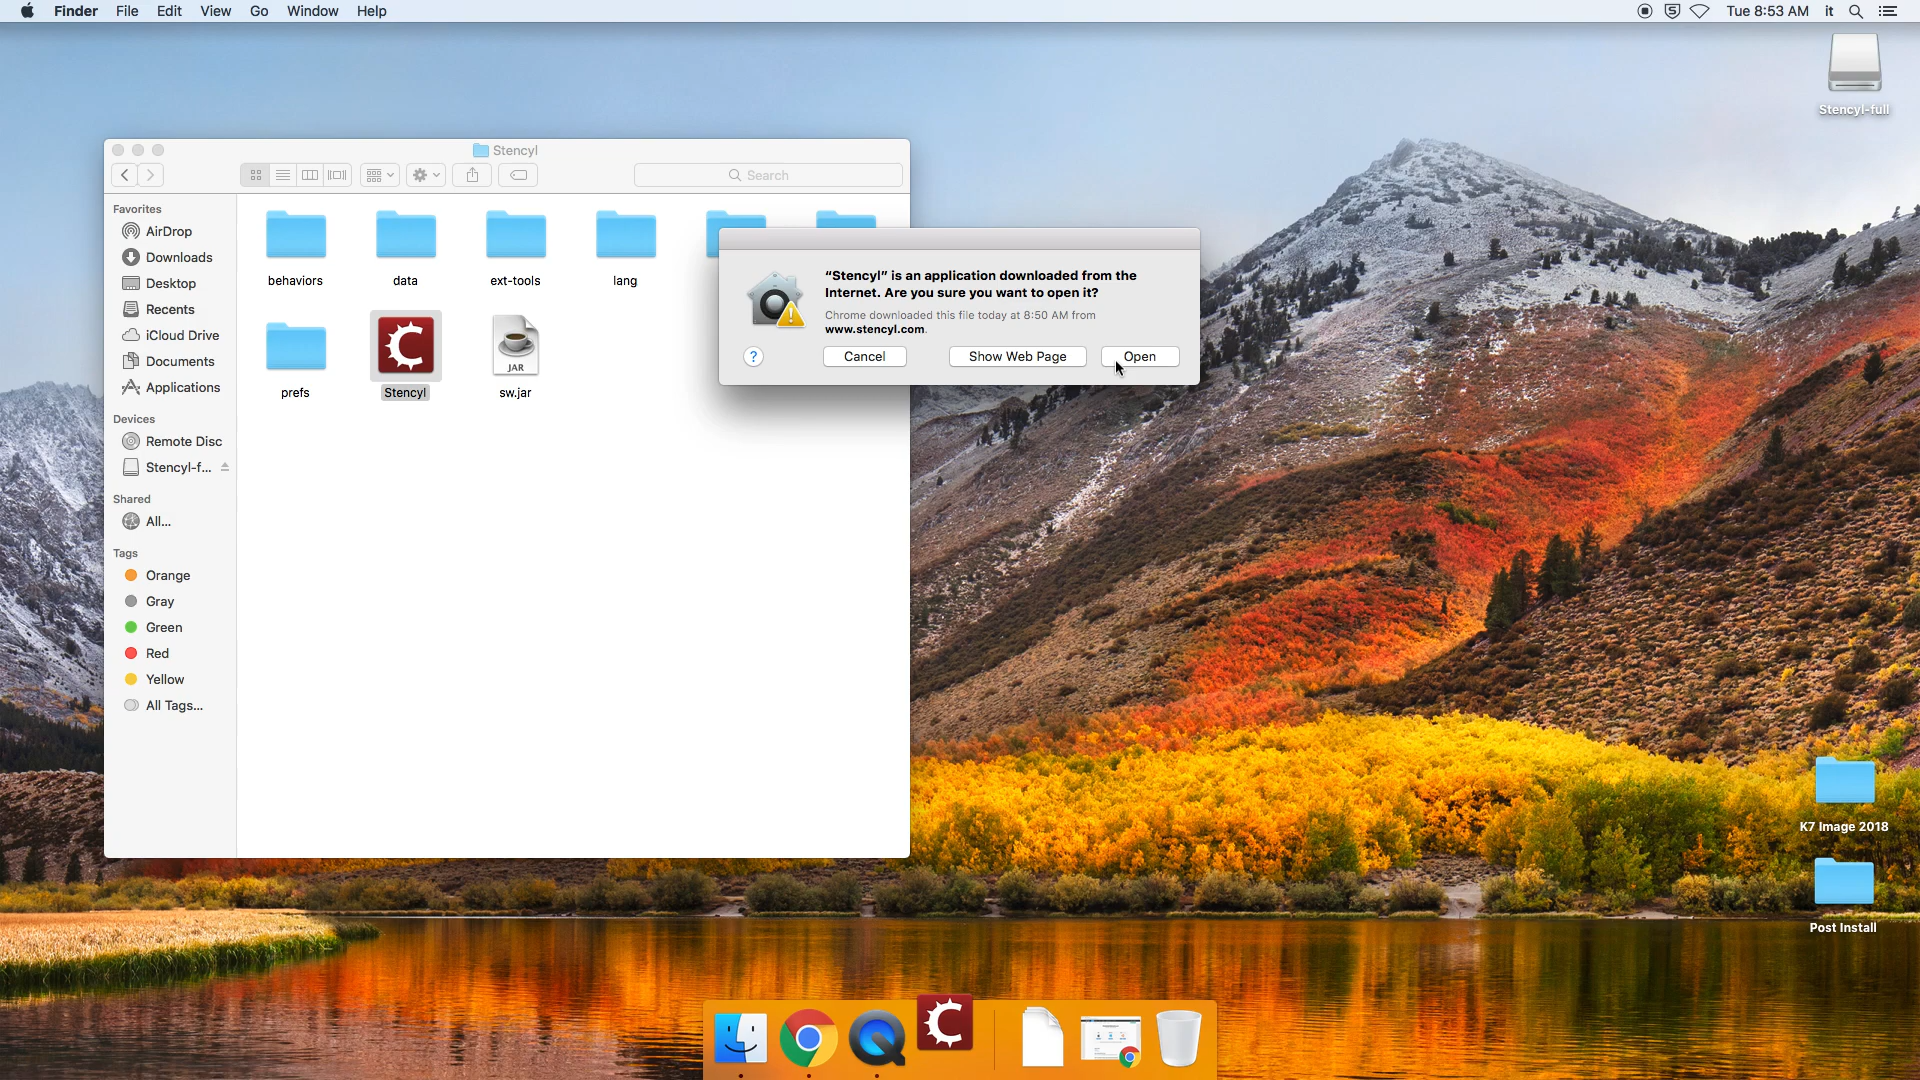 Finder File Edit View Go Window Help
Tue 8:53 AM it
Stencyl-full
Stencyl
Search
Favorites
AirDrop
Downloads
Desktop
Recents
iCloud Drive
Documents
Applications
Devices
Remote Disc
Stencyl-f...
Shared
All...
Tags
Orange
Gray
Green
Red
Yellow
All Tags...
behaviors data ext-tools lang
prefs Stencyl sw.jar
JAR
“Stencyl” is an application downloaded from the
Internet. Are you sure you want to open it?
Chrome downloaded this file today at 8:50 AM from
www.stencyl.com.
? Cancel Show Web Page Open
K7 Image 2018
Post Install